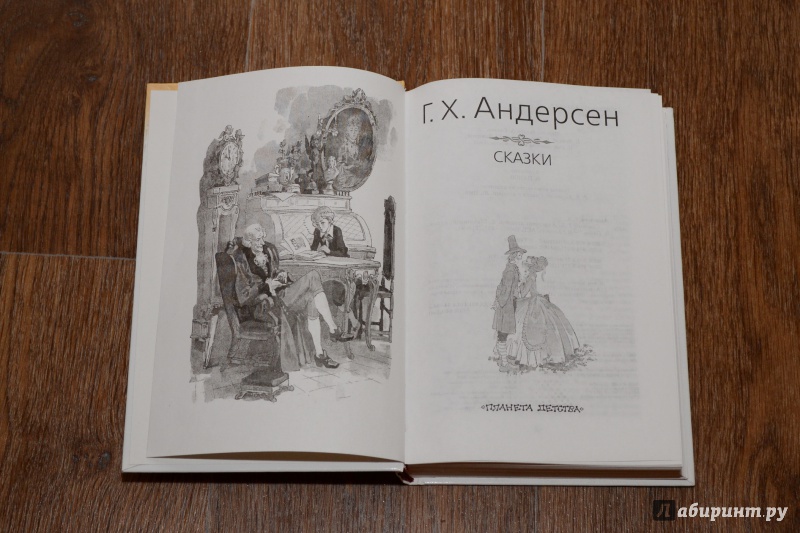 Г. Х. Андерсен
СКАЗКИ
«ПЛАНЕТА ДЕТСТВА»
Лабиринт.ру